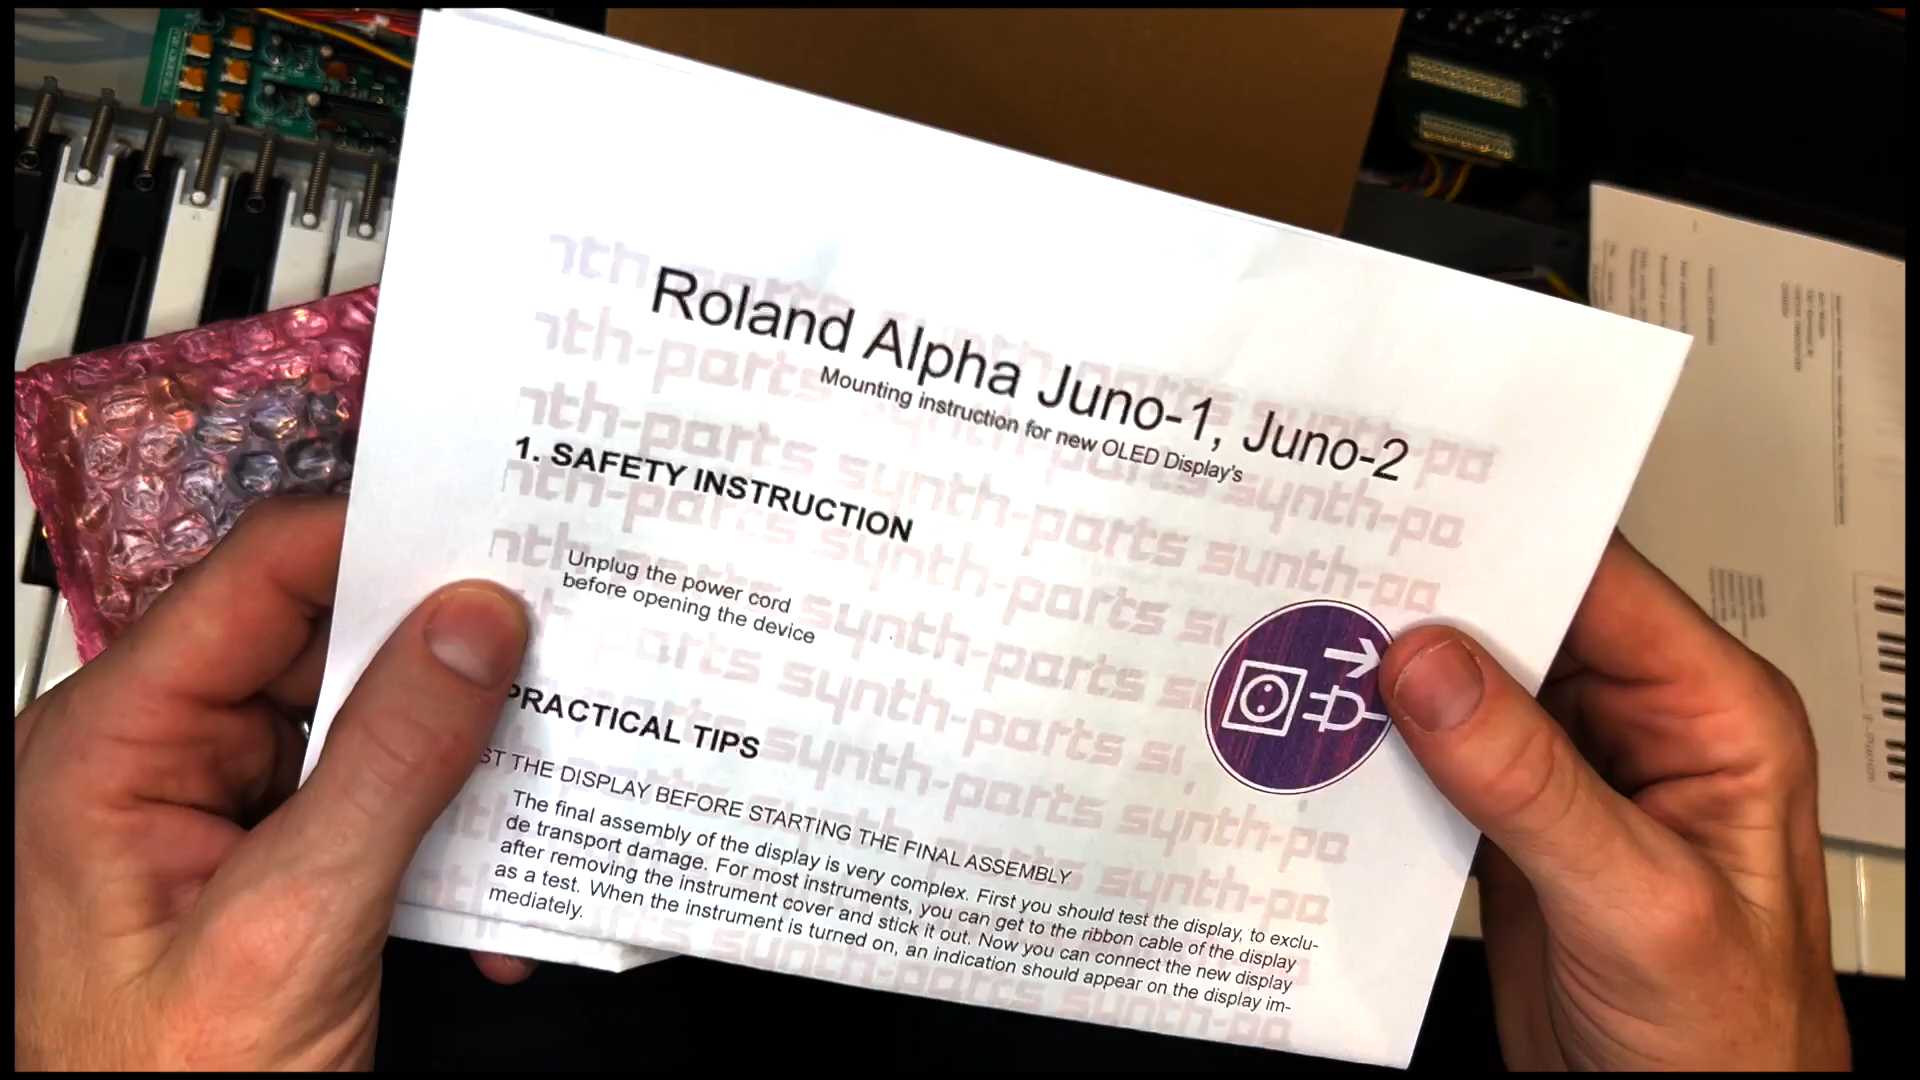 Roland Alpha Juno-1, Juno-2
Mounting instruction for new OLED Display's
1. SAFETY INSTRUCTION
Unplug the power cord
before opening the device
PRACTICAL TIPS
ST THE DISPLAY BEFORE STARTING THE FINAL ASSEMBLY
The final assembly of the display is very complex. First you should test the display, to exclu-
de transport damage. For most instruments, you can get to the ribbon cable of the display
after removing the instrument cover and stick it out. Now you can connect the new display
as a test. When the instrument is turned on, an indication should appear on the display im-
mediately.
synth-parts synth-parts